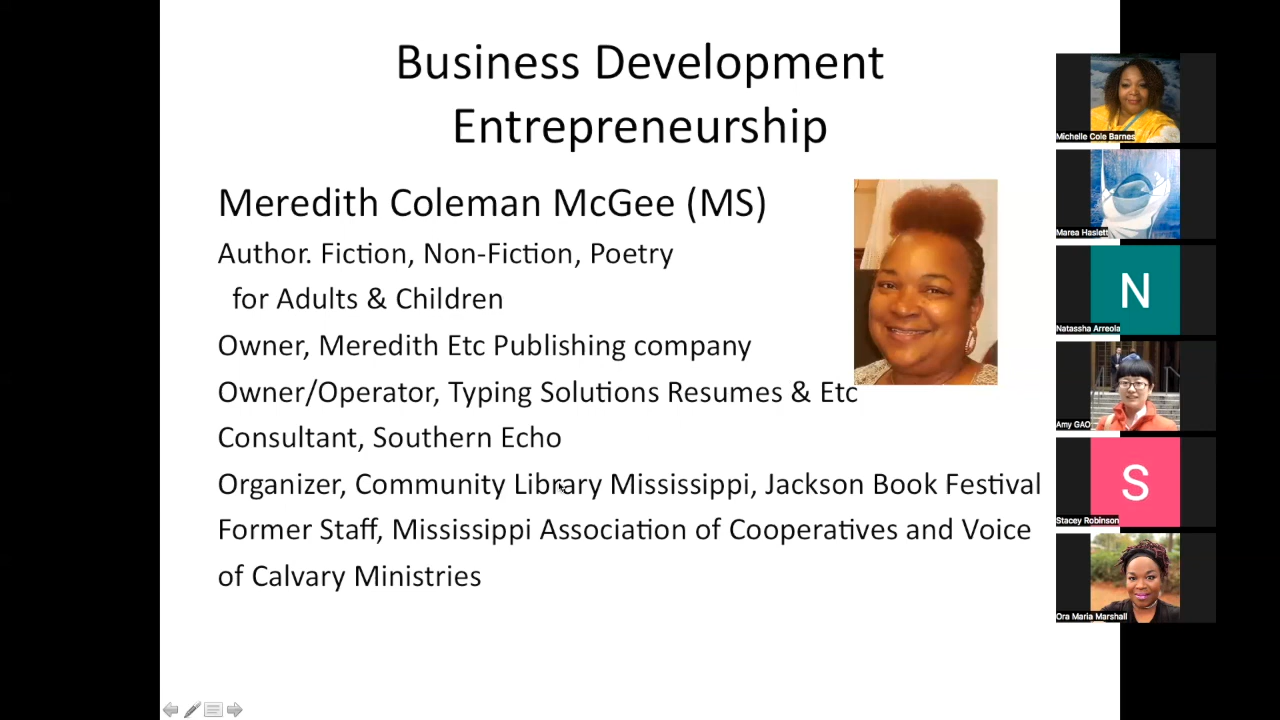 Business Development
Entrepreneurship
Meredith Coleman McGee (MS)
Author. Fiction, Non-Fiction, Poetry
for Adults & Children
Owner, Meredith Etc Publishing company
Owner/Operator, Typing Solutions Resumes & Etc
Consultant, Southern Echo
Organizer, Community Library Mississippi, Jackson Book Festival
Former Staff, Mississippi Association of Cooperatives and Voice
of Calvary Ministries
Michelle Cole Barnes
Marea Haslett
N
Natassha Arreola
Amy GAO
S
Stacey Robinson
Ora Maria Marshall